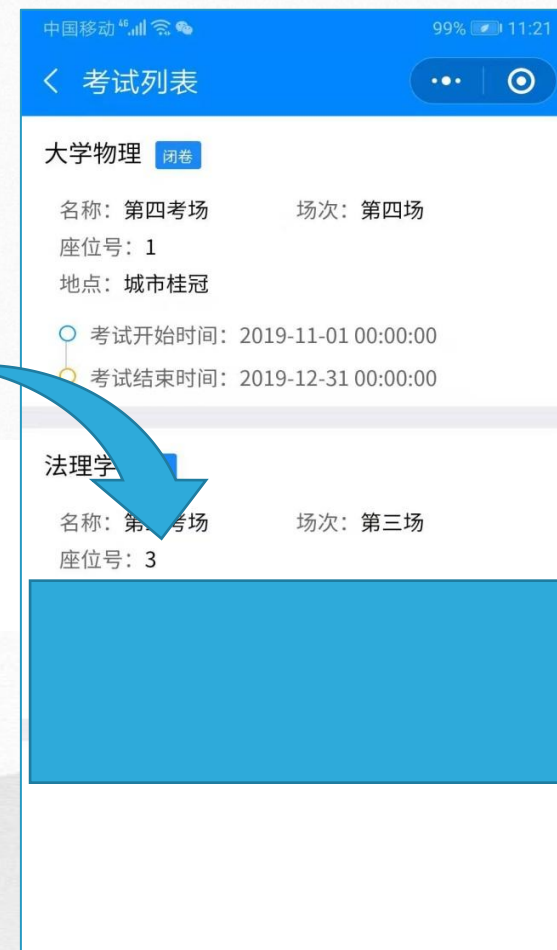 中国移动 46 99% 11:21
考试列表
大学物理 闭卷
名称：第四考场 场次：第四场
座位号：1
地点：城市桂冠
考试开始时间：2019-11-01 00:00:00
考试结束时间：2019-12-31 00:00:00
法理学
名称：第 考场 场次：第三场
座位号：3